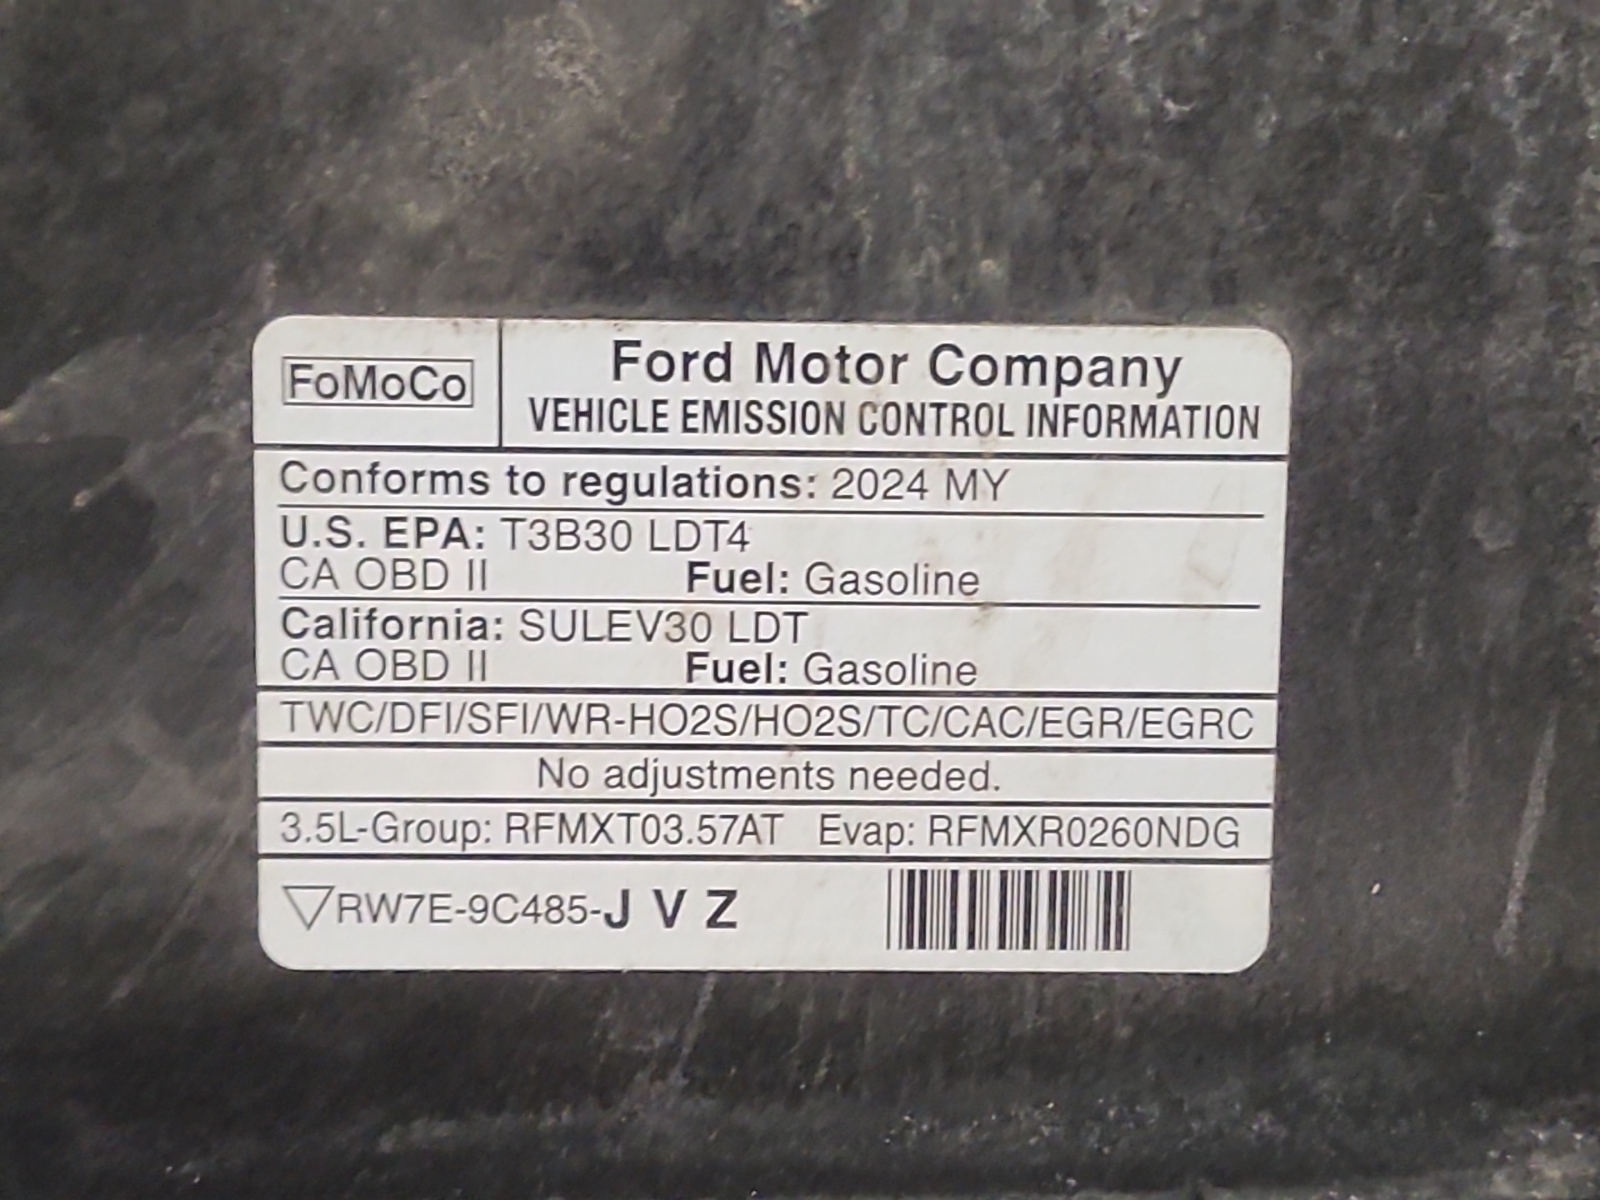 FoMoCo
Ford Motor Company
VEHICLE EMISSION CONTROL INFORMATION
Conforms to regulations: 2024 MY
U.S. EPA: T3B30 LDT4
CA OBD II Fuel: Gasoline
California: SULEV30 LDT
CA OBD II Fuel: Gasoline
TWC/DFI/SFI/WR-HO2S/HO2S/TC/CAC/EGR/EGRC
No adjustments needed.
3.5L-Group: RFMXT03.57AT Evap: RFMXR0260NDG
RW7E-9C485-J V Z